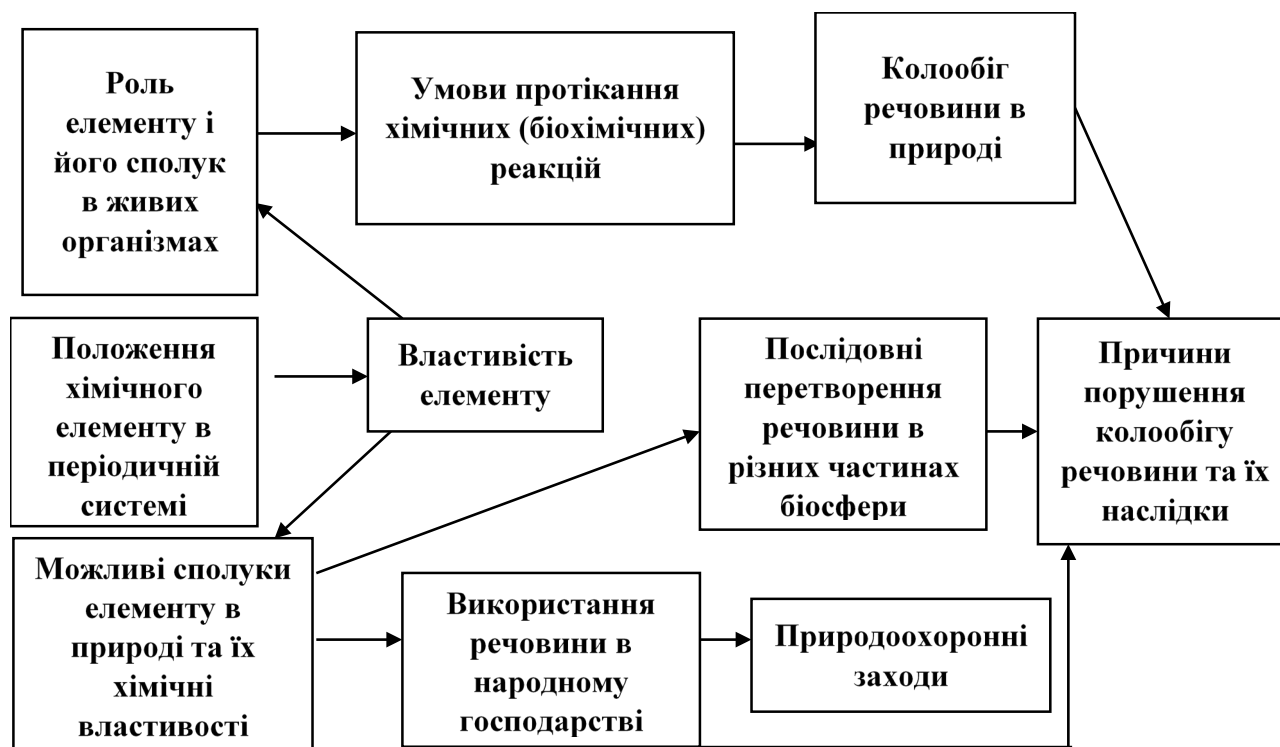 Роль
елементу і
його сполук
в живих
організмах
Умови протікання
хімічних (біохімічних)
реакцій
Колообіг
речовини в
природі
Положення
хімічного
елементу в
періодичній
системі
Властивість
елементу
Послідовні
перетворення
речовини в
різних частинах
біосфери
Причини
порушення
колообігу
речовини та їх
наслідки
Можливі сполуки
елементу в
природі та їх
хімічні
властивості
Використання
речовини в
народному
господарстві
Природоохоронні
заходи